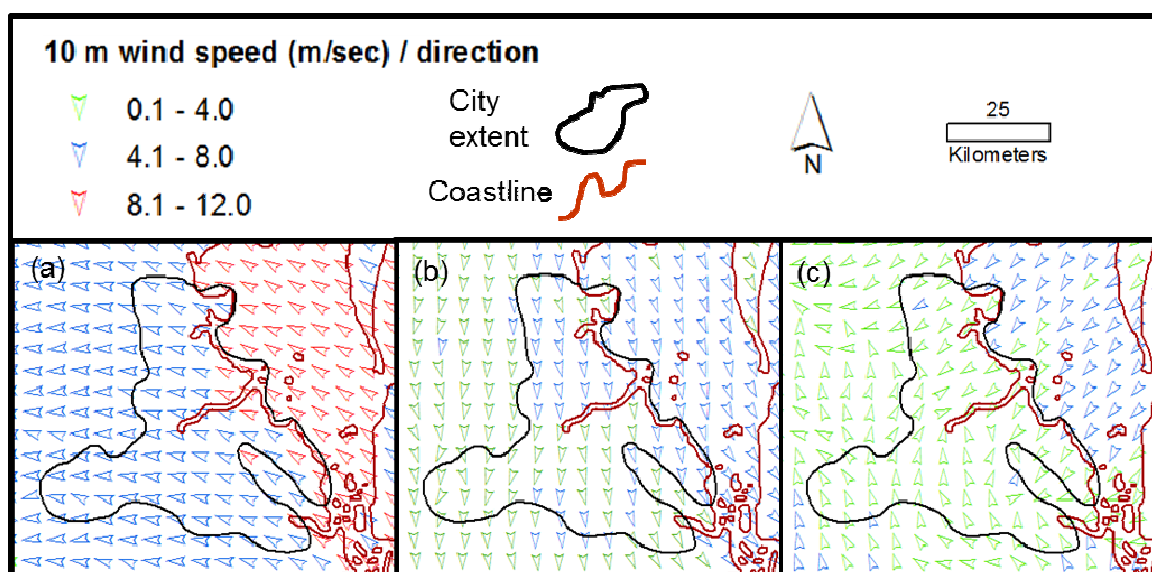 10 m wind speed (m/sec) / direction
0.1 - 4.0
4.1 - 8.0
8.1 - 12.0
City
extent
Coastline
N
25
Kilometers
(a)
(b)
(c)